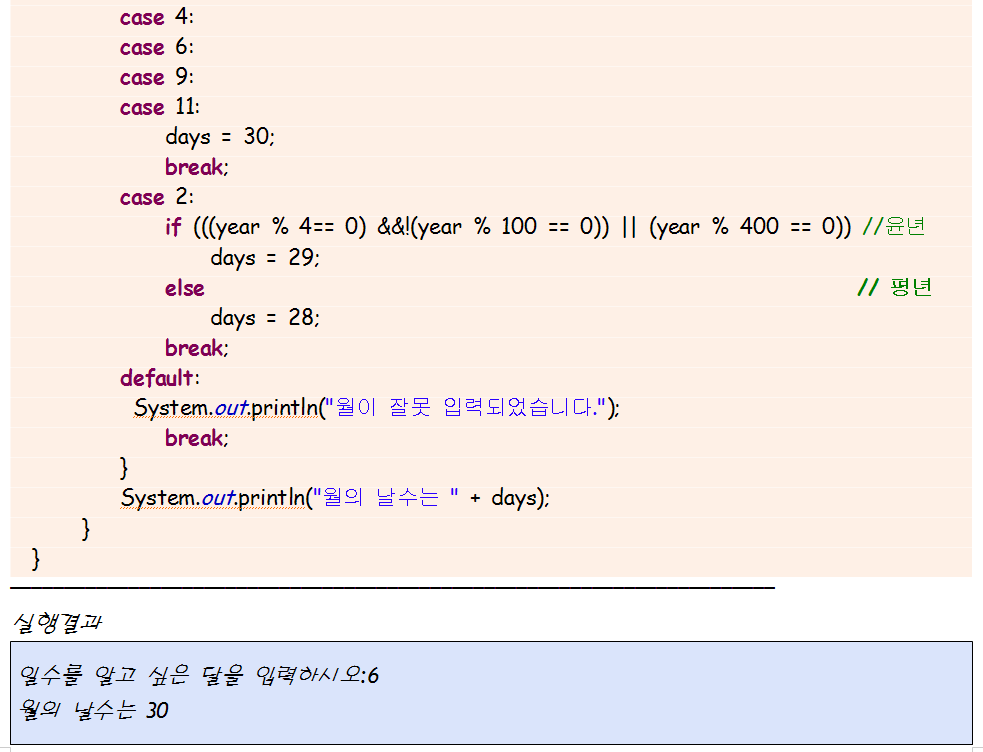 case 4:
case 6:
case 9:
case 11:
days = 30;
break;
case 2:
if (((year % 4== 0) &&!(year % 100 == 0)) || (year % 400 == 0)) //윤년
days = 29;
else // 평년
days = 28;
break;
default:
System.out.println("월이 잘못 입력되었습니다.");
break;
}
System.out.println("월의 날수는 " + days);
}
}
실행결과
일수를 알고 싶은 달을 입력하시오:6
월의 날수는 30